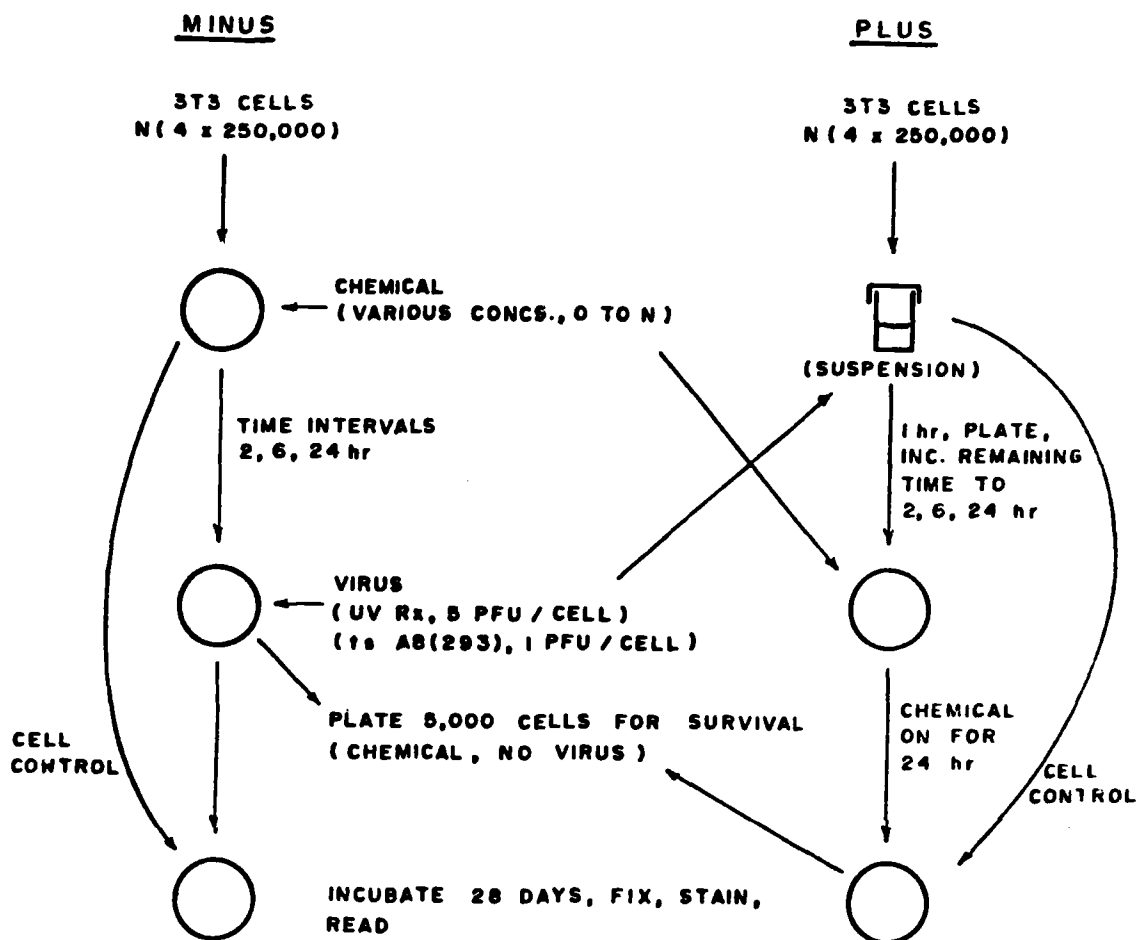 MINUS
PLUS
3T3 CELLS
N(4 x 250,000)
3T3 CELLS
N(4 x 250,000)
CHEMICAL
(VARIOUS CONCS., 0 TO N)
(SUSPENSION)
TIME INTERVALS
2, 6, 24 hr
1 hr, PLATE,
INC. REMAINING
TIME TO
2, 6, 24 hr
VIRUS
(UV Rx, 5 PFU / CELL)
(ts A8(293), 1 PFU / CELL)
PLATE 5,000 CELLS FOR SURVIVAL
(CHEMICAL, NO VIRUS)
CELL
CONTROL
CHEMICAL
ON FOR
24 hr
CELL
CONTROL
INCUBATE 28 DAYS, FIX, STAIN,
READ